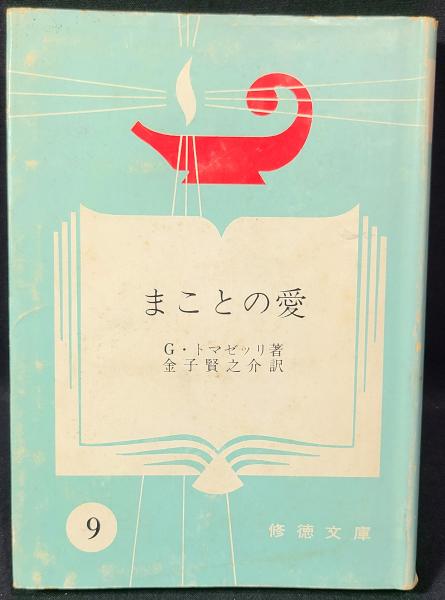 まことの愛
G・トマゼッリ著
金子賢之介訳
9
修徳文庫